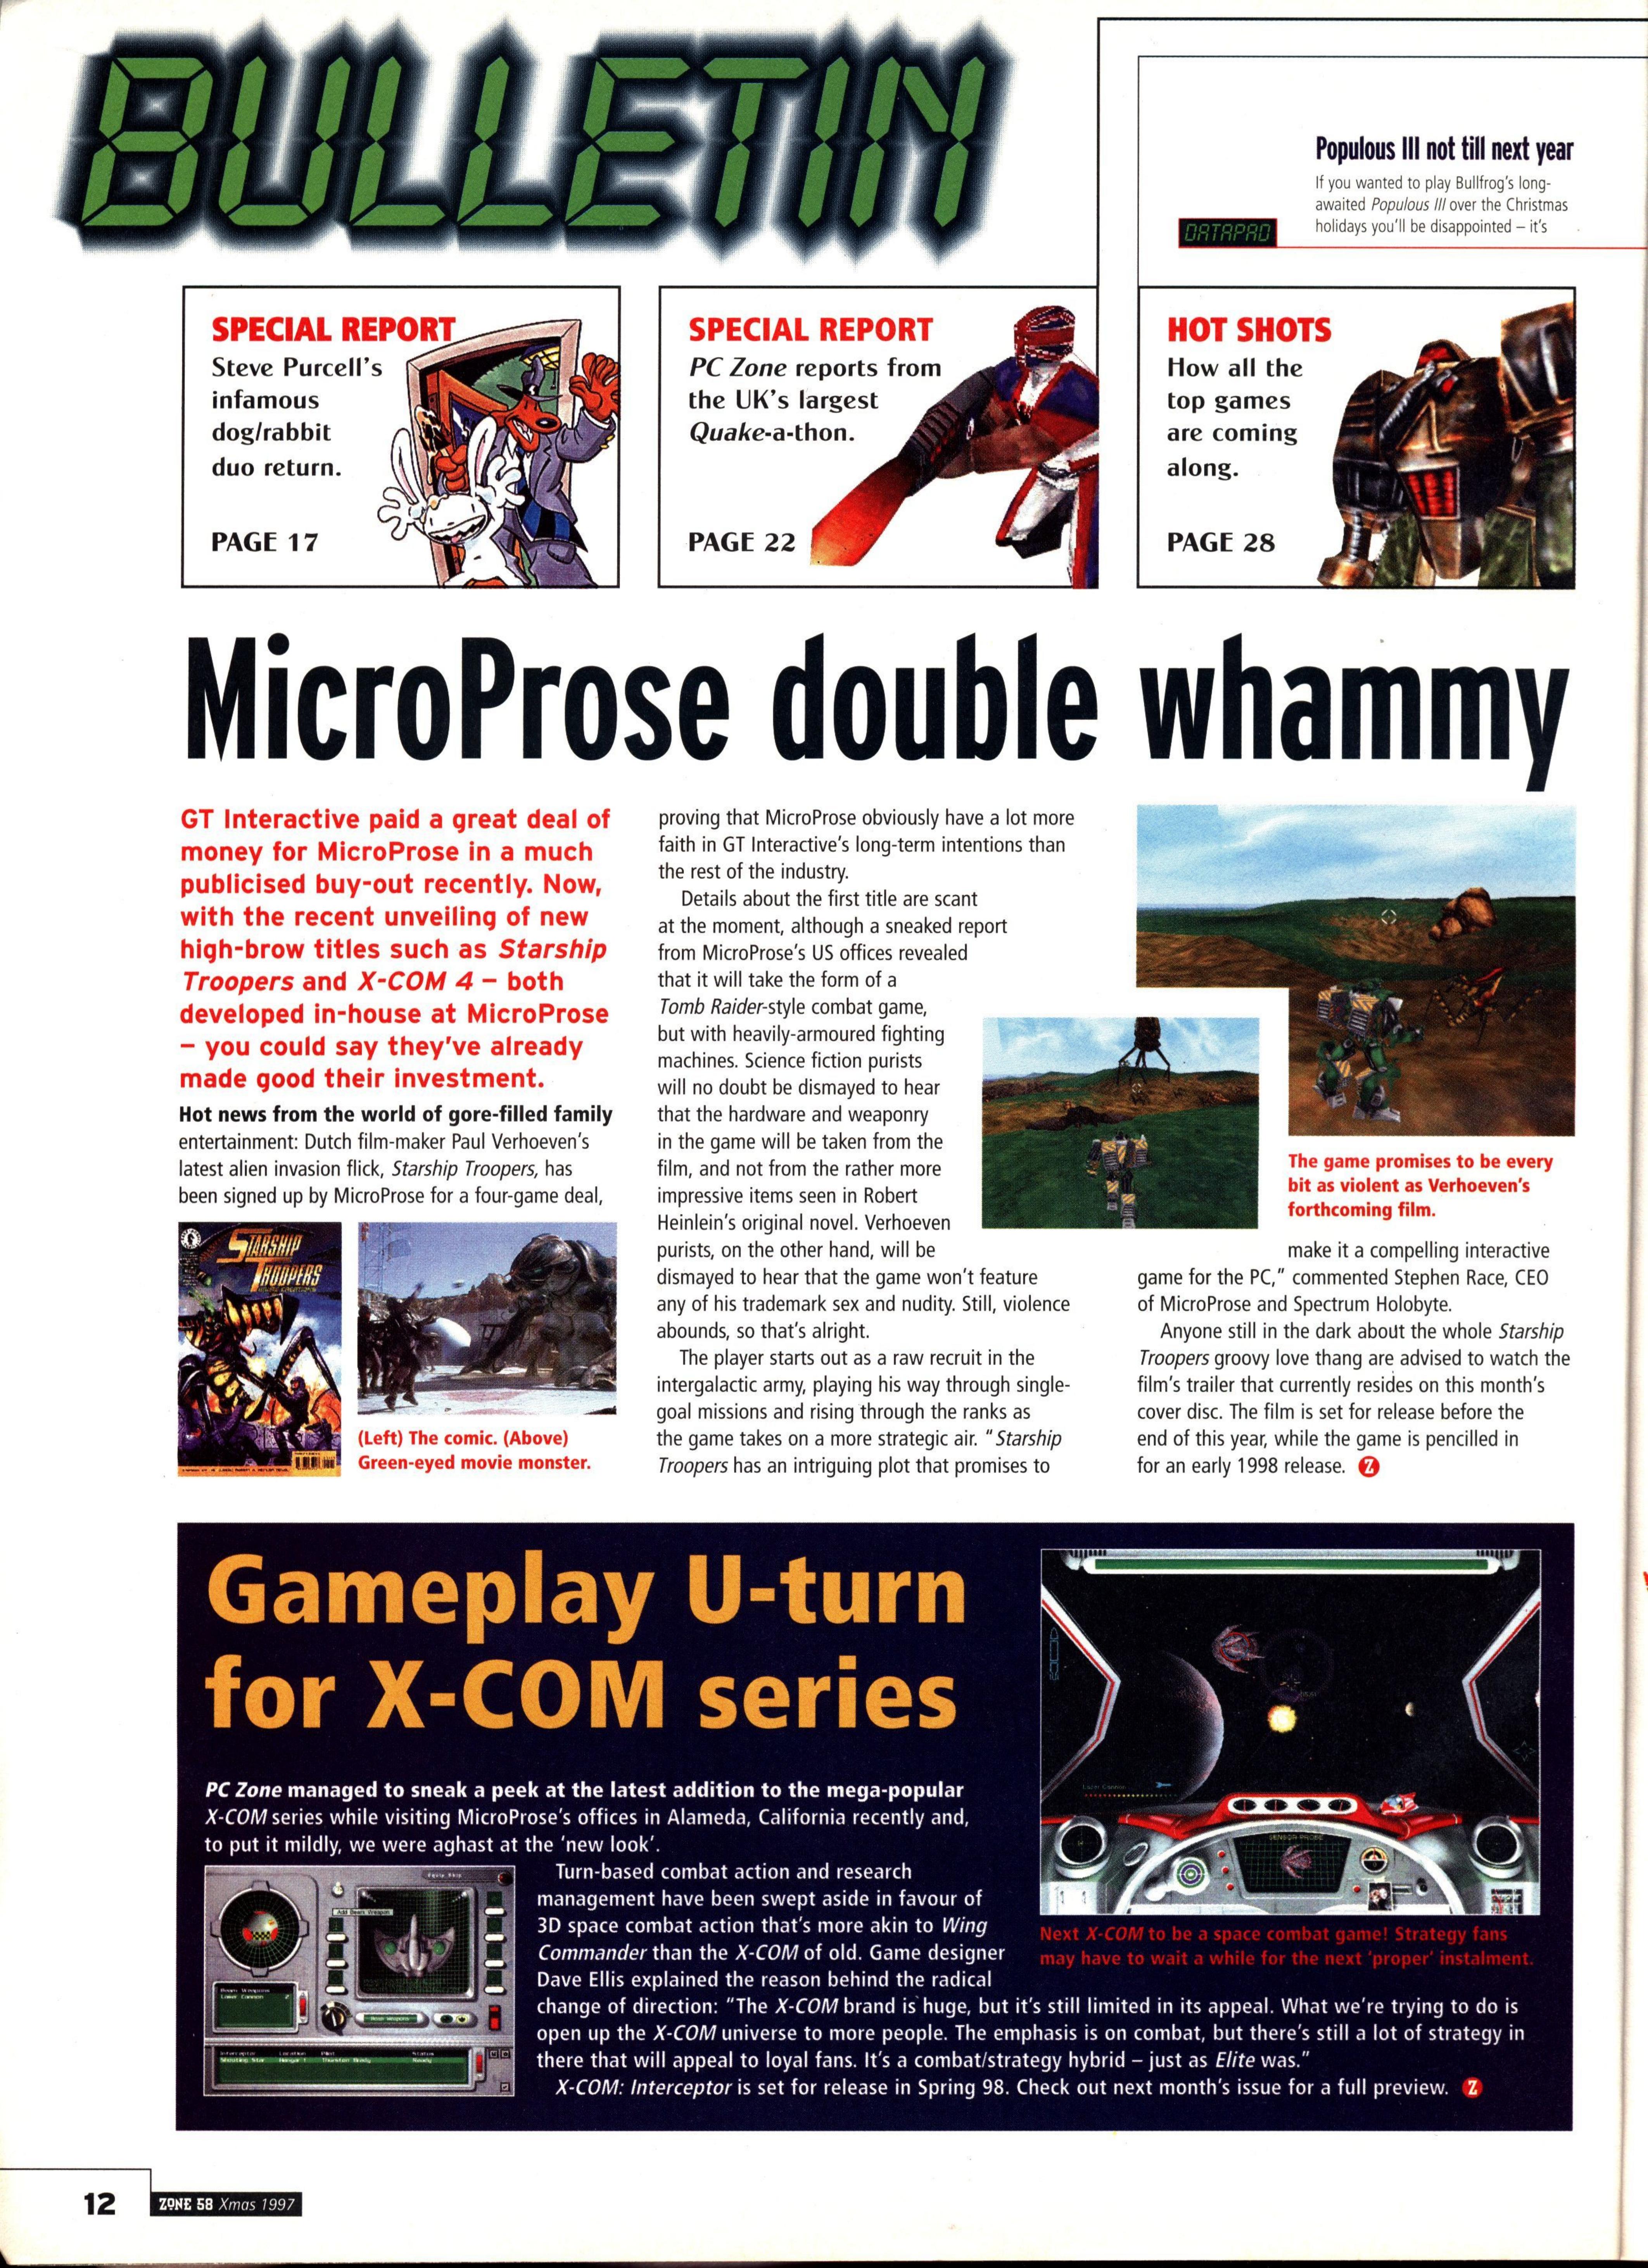 BULLETIN
Populous III not till next year
If you wanted to play Bullfrog's long-
awaited Populous III over the Christmas
holidays you'll be disappointed – it's
DATAPAD
SPECIAL REPORT
Steve Purcell's
infamous
dog/rabbit
duo return.
PAGE 17
SPECIAL REPORT
PC Zone reports from
the UK's largest
Quake-a-thon.
PAGE 22
HOT SHOTS
How all the
top games
are coming
along.
PAGE 28
MicroProse double whammy
GT Interactive paid a great deal of
money for MicroProse in a much
publicised buy-out recently. Now,
with the recent unveiling of new
high-brow titles such as Starship
Troopers and X-COM 4 – both
developed in-house at MicroProse
– you could say they've already
made good their investment.
Hot news from the world of gore-filled family
entertainment: Dutch film-maker Paul Verhoeven's
latest alien invasion flick, Starship Troopers, has
been signed up by MicroProse for a four-game deal,
STARSHIP
TROOPERS
(Left) The comic. (Above)
Green-eyed movie monster.
proving that MicroProse obviously have a lot more
faith in GT Interactive's long-term intentions than
the rest of the industry.
Details about the first title are scant
at the moment, although a sneaked report
from MicroProse's US offices revealed
that it will take the form of a
Tomb Raider-style combat game,
but with heavily-armoured fighting
machines. Science fiction purists
will no doubt be dismayed to hear
that the hardware and weaponry
in the game will be taken from the
film, and not from the rather more
impressive items seen in Robert
Heinlein's original novel. Verhoeven
purists, on the other hand, will be
dismayed to hear that the game won't feature
any of his trademark sex and nudity. Still, violence
abounds, so that's alright.
The player starts out as a raw recruit in the
intergalactic army, playing his way through single-
goal missions and rising through the ranks as
the game takes on a more strategic air. "Starship
Troopers has an intriguing plot that promises to
The game promises to be every
bit as violent as Verhoeven's
forthcoming film.
make it a compelling interactive
game for the PC," commented Stephen Race, CEO
of MicroProse and Spectrum Holobyte.
Anyone still in the dark about the whole Starship
Troopers groovy love thang are advised to watch the
film's trailer that currently resides on this month's
cover disc. The film is set for release before the
end of this year, while the game is pencilled in
for an early 1998 release. Z
Gameplay U-turn
for X-COM series
PC Zone managed to sneak a peek at the latest addition to the mega-popular
X-COM series while visiting MicroProse's offices in Alameda, California recently and,
to put it mildly, we were aghast at the 'new look'.
Turn-based combat action and research
management have been swept aside in favour of
3D space combat action that's more akin to Wing
Commander than the X-COM of old. Game designer
Dave Ellis explained the reason behind the radical
change of direction: "The X-COM brand is huge, but it's still limited in its appeal. What we're trying to do is
open up the X-COM universe to more people. The emphasis is on combat, but there's still a lot of strategy in
there that will appeal to loyal fans. It's a combat/strategy hybrid – just as Elite was."
X-COM: Interceptor is set for release in Spring 98. Check out next month's issue for a full preview. Z
Equip Ship
Add Beam Weapon
Beam Weapons
Laser Cannon 2
Beam Weapons
Interceptor Location Pilot Status
Shooting Star Hangar 1 Thurston Brady Ready
Laser Cannon
SENSOR PROBE
Next X-COM to be a space combat game! Strategy fans
may have to wait a while for the next 'proper' instalment.
12
ZONE 58 Xmas 1997